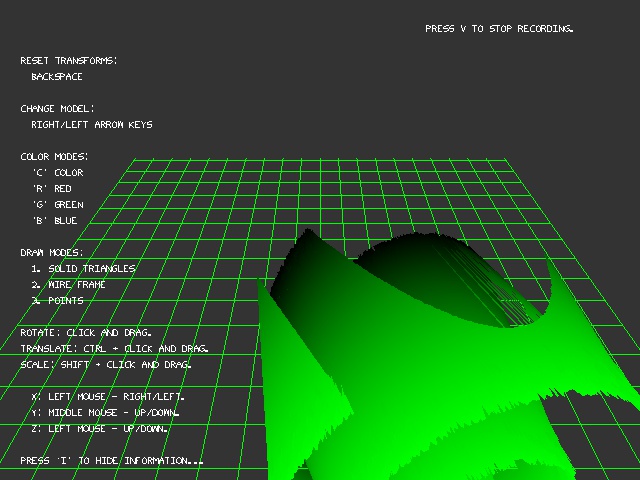 PRESS V TO STOP RECORDING.
RESET TRANSFORMS:
BACKSPACE
CHANGE MODEL:
RIGHT/LEFT ARROW KEYS
COLOR MODES:
'C' COLOR
'R' RED
'G' GREEN
'B' BLUE
DRAW MODES:
1. SOLID TRIANGLES
2. WIRE FRAME
3. POINTS
ROTATE: CLICK AND DRAG.
TRANSLATE: CTRL + CLICK AND DRAG.
SCALE: SHIFT + CLICK AND DRAG.
X: LEFT MOUSE - RIGHT/LEFT.
Y: MIDDLE MOUSE - UP/DOWN.
Z: LEFT MOUSE - UP/DOWN.
PRESS 'I' TO HIDE INFORMATION...